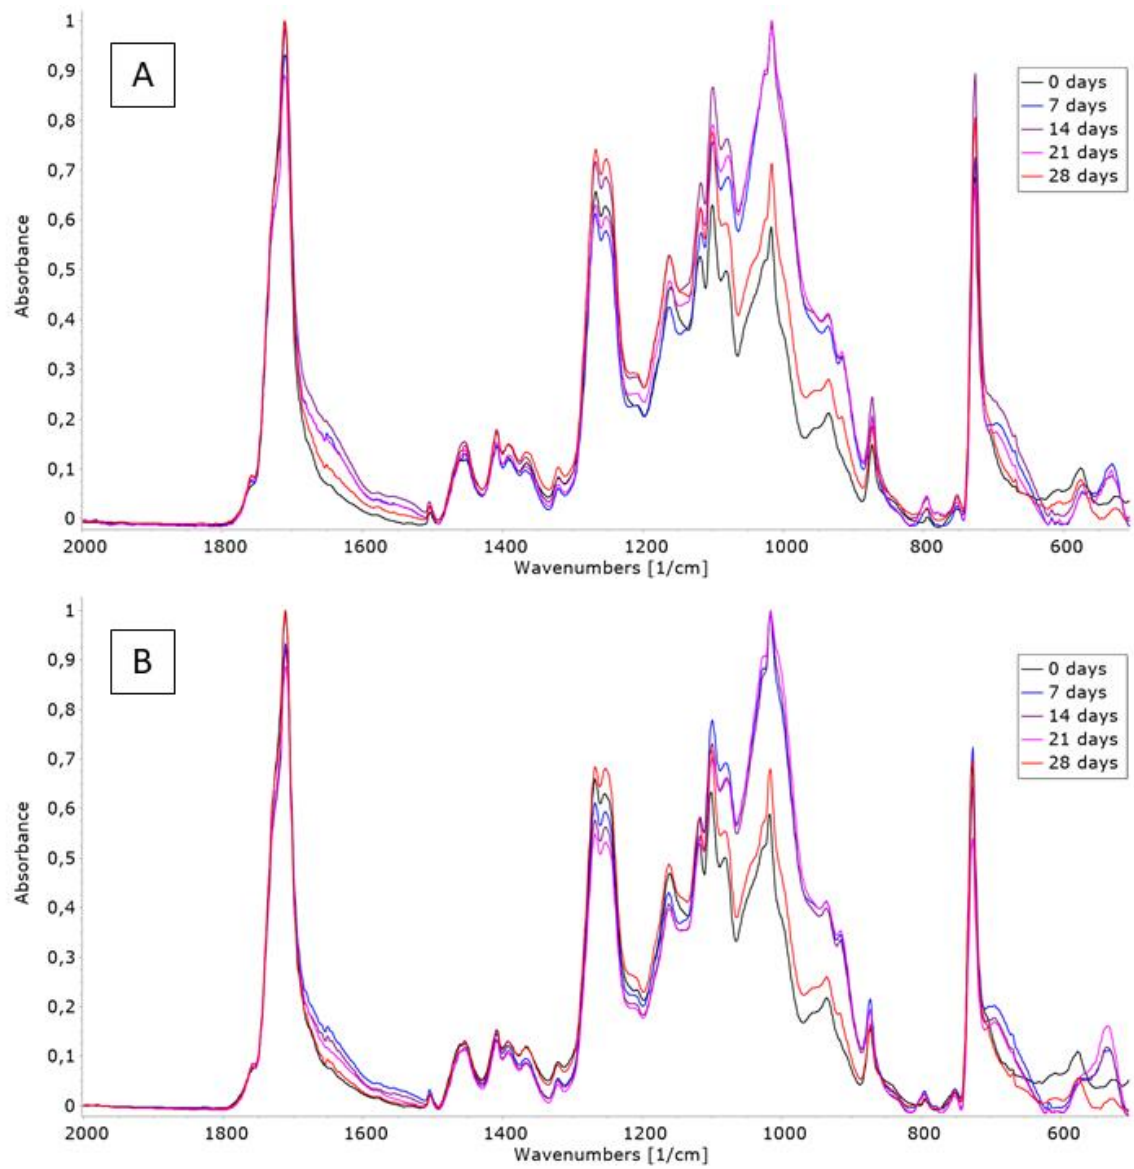 A
1
0,9
0,8
0,7
0,6
0,5
0,4
0,3
0,2
0,1
0
Absorbance
2000 1800 1600 1400 1200 1000 800 600
Wavenumbers [1/cm]
0 days
7 days
14 days
21 days
28 days
B
1
0,9
0,8
0,7
0,6
0,5
0,4
0,3
0,2
0,1
0
Absorbance
2000 1800 1600 1400 1200 1000 800 600
Wavenumbers [1/cm]
0 days
7 days
14 days
21 days
28 days